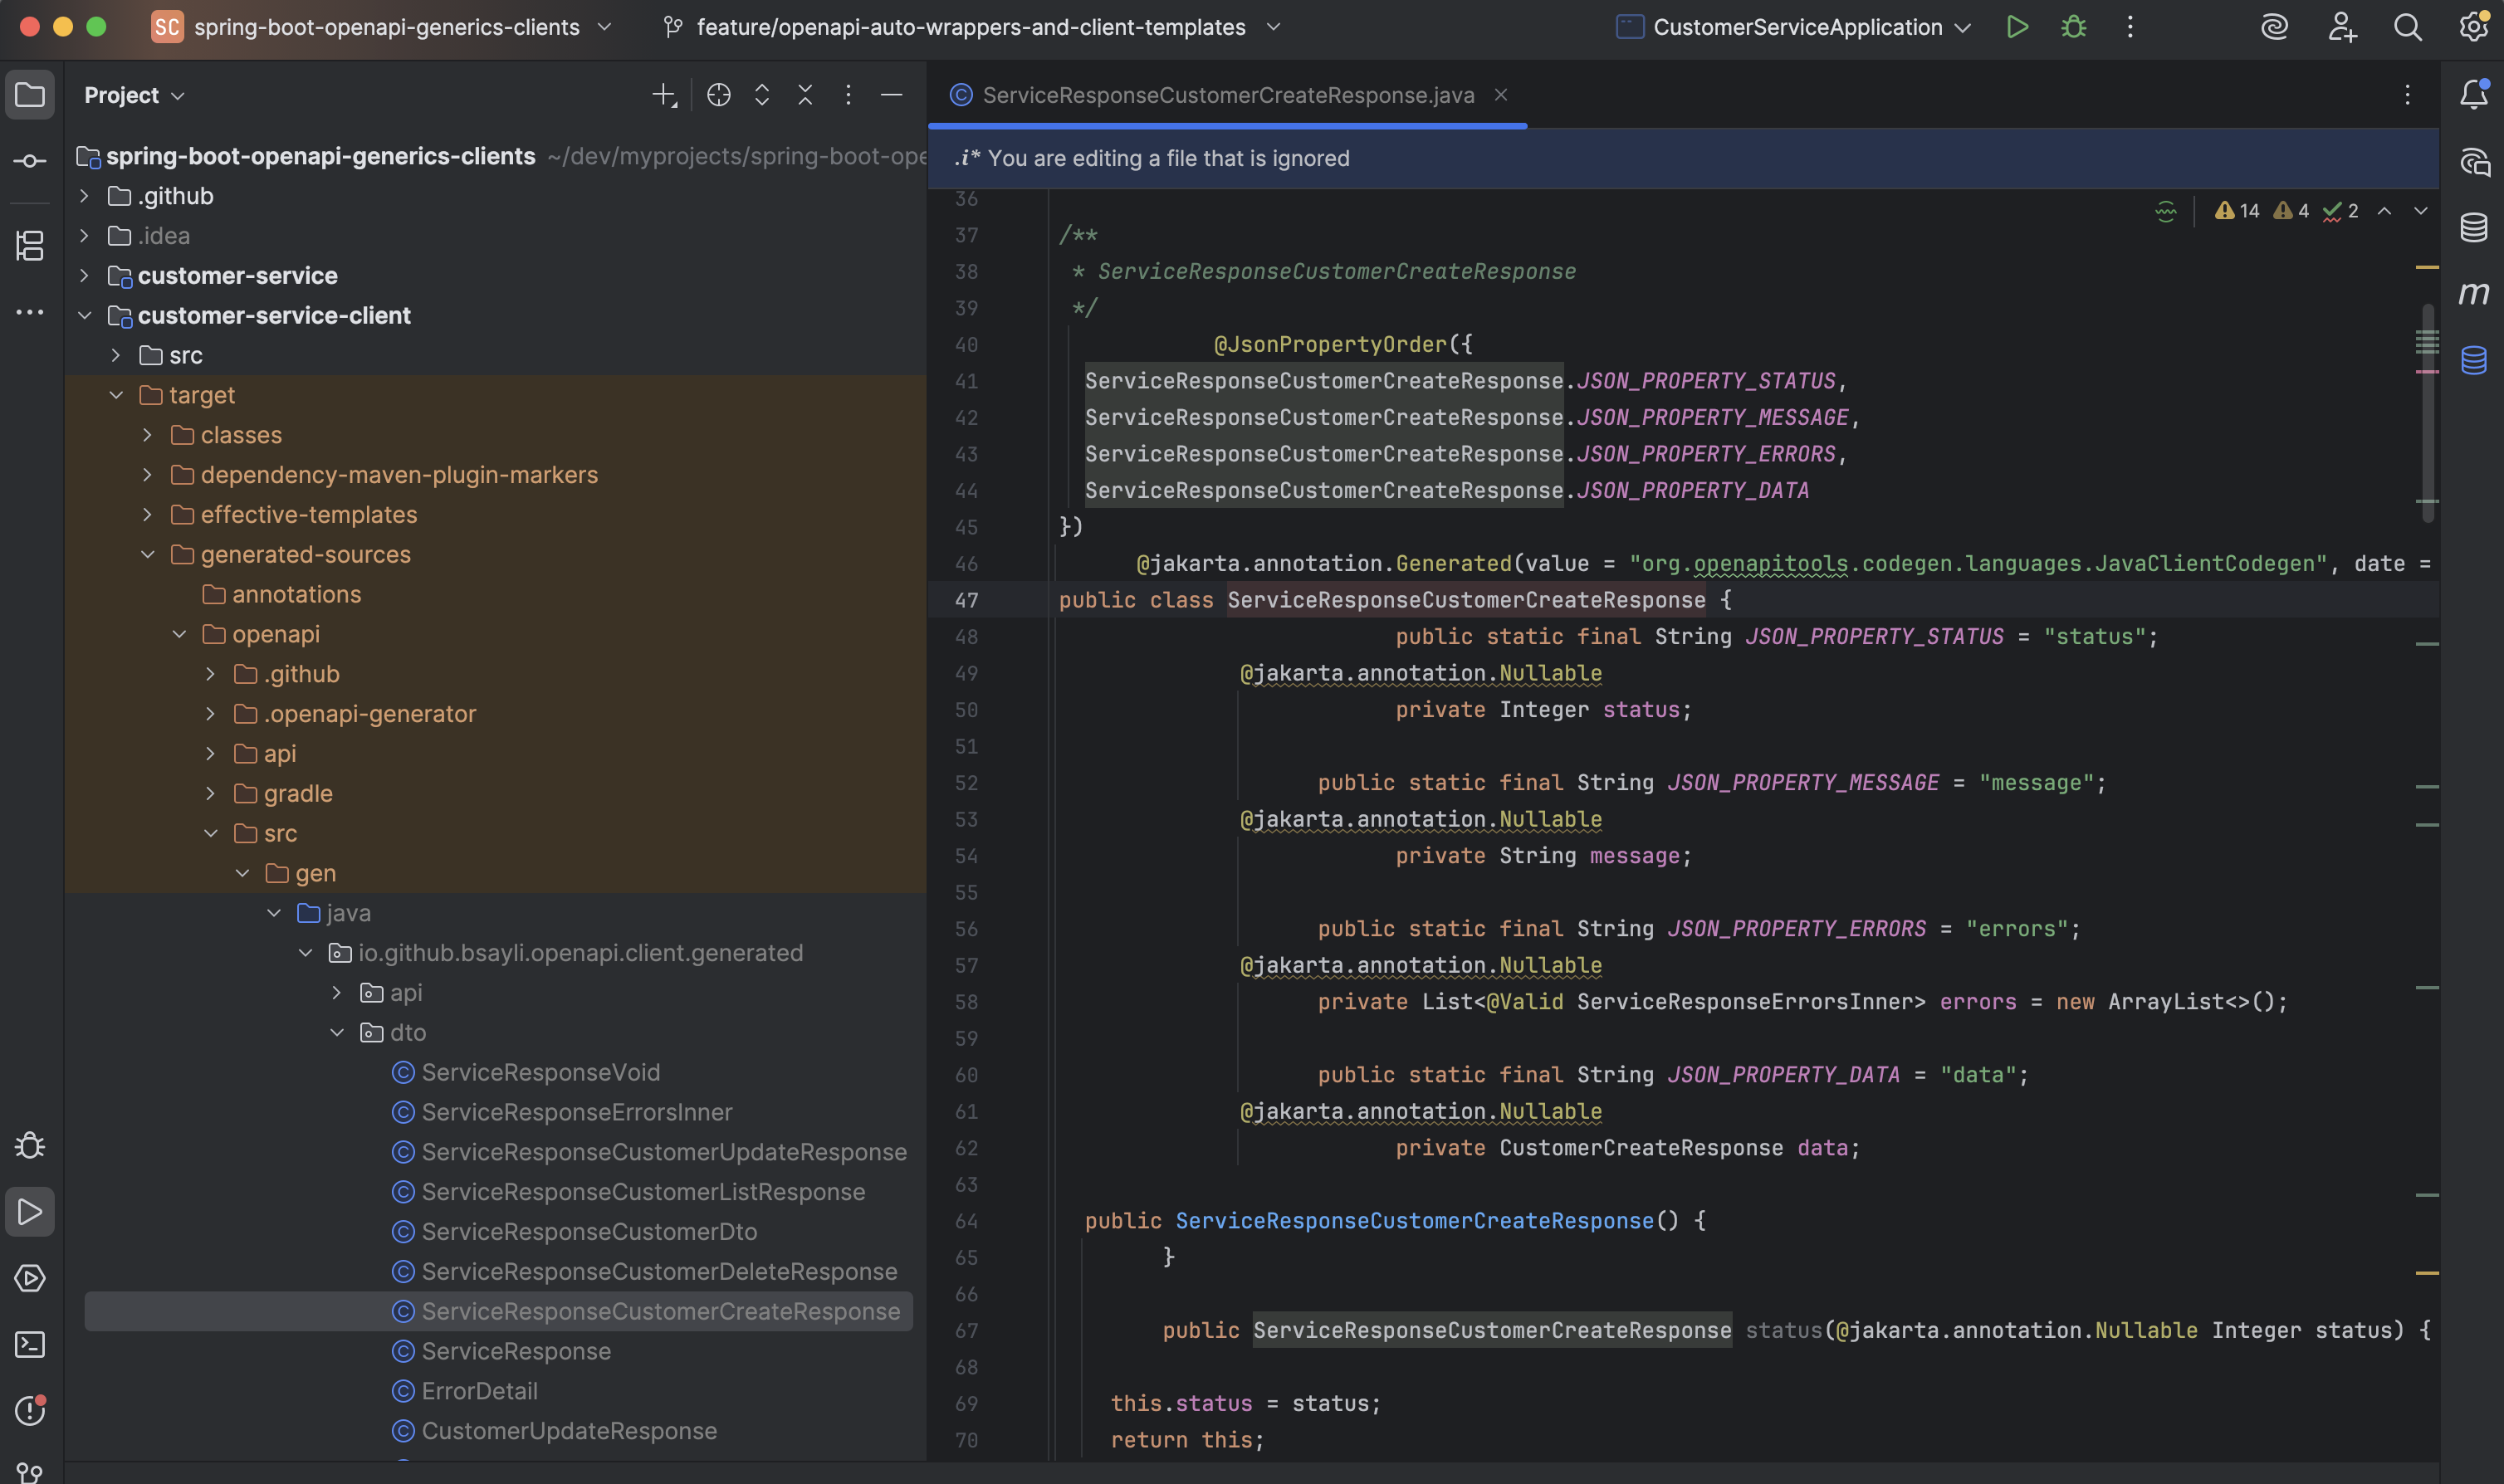 SC spring-boot-openapi-generics-clients feature/openapi-auto-wrappers-and-client-templates CustomerServiceApplication
Project
spring-boot-openapi-generics-clients ~/dev/myprojects/spring-boot-ope
.github
.idea
customer-service
customer-service-client
src
target
classes
dependency-maven-plugin-markers
effective-templates
generated-sources
annotations
openapi
.github
.openapi-generator
api
gradle
src
gen
java
io.github.bsayli.openapi.client.generated
api
dto
ServiceResponseVoid
ServiceResponseErrorsInner
ServiceResponseCustomerUpdateResponse
ServiceResponseCustomerListResponse
ServiceResponseCustomerDto
ServiceResponseCustomerDeleteResponse
ServiceResponseCustomerCreateResponse
ServiceResponse
ErrorDetail
CustomerUpdateResponse
ServiceResponseCustomerCreateResponse.java
.i* You are editing a file that is ignored
14 4 2
36
37 /**
38 * ServiceResponseCustomerCreateResponse
39 */
40 @JsonPropertyOrder({
41 ServiceResponseCustomerCreateResponse.JSON_PROPERTY_STATUS,
42 ServiceResponseCustomerCreateResponse.JSON_PROPERTY_MESSAGE,
43 ServiceResponseCustomerCreateResponse.JSON_PROPERTY_ERRORS,
44 ServiceResponseCustomerCreateResponse.JSON_PROPERTY_DATA
45 })
46 @jakarta.annotation.Generated(value = "org.openapitools.codegen.languages.JavaClientCodegen", date =
47 public class ServiceResponseCustomerCreateResponse {
48 public static final String JSON_PROPERTY_STATUS = "status";
49 @jakarta.annotation.Nullable
50 private Integer status;
51
52 public static final String JSON_PROPERTY_MESSAGE = "message";
53 @jakarta.annotation.Nullable
54 private String message;
55
56 public static final String JSON_PROPERTY_ERRORS = "errors";
57 @jakarta.annotation.Nullable
58 private List<@Valid ServiceResponseErrorsInner> errors = new ArrayList<>();
59
60 public static final String JSON_PROPERTY_DATA = "data";
61 @jakarta.annotation.Nullable
62 private CustomerCreateResponse data;
63
64 public ServiceResponseCustomerCreateResponse() {
65 }
66
67 public ServiceResponseCustomerCreateResponse status(@jakarta.annotation.Nullable Integer status) {
68
69 this.status = status;
70 return this;
m